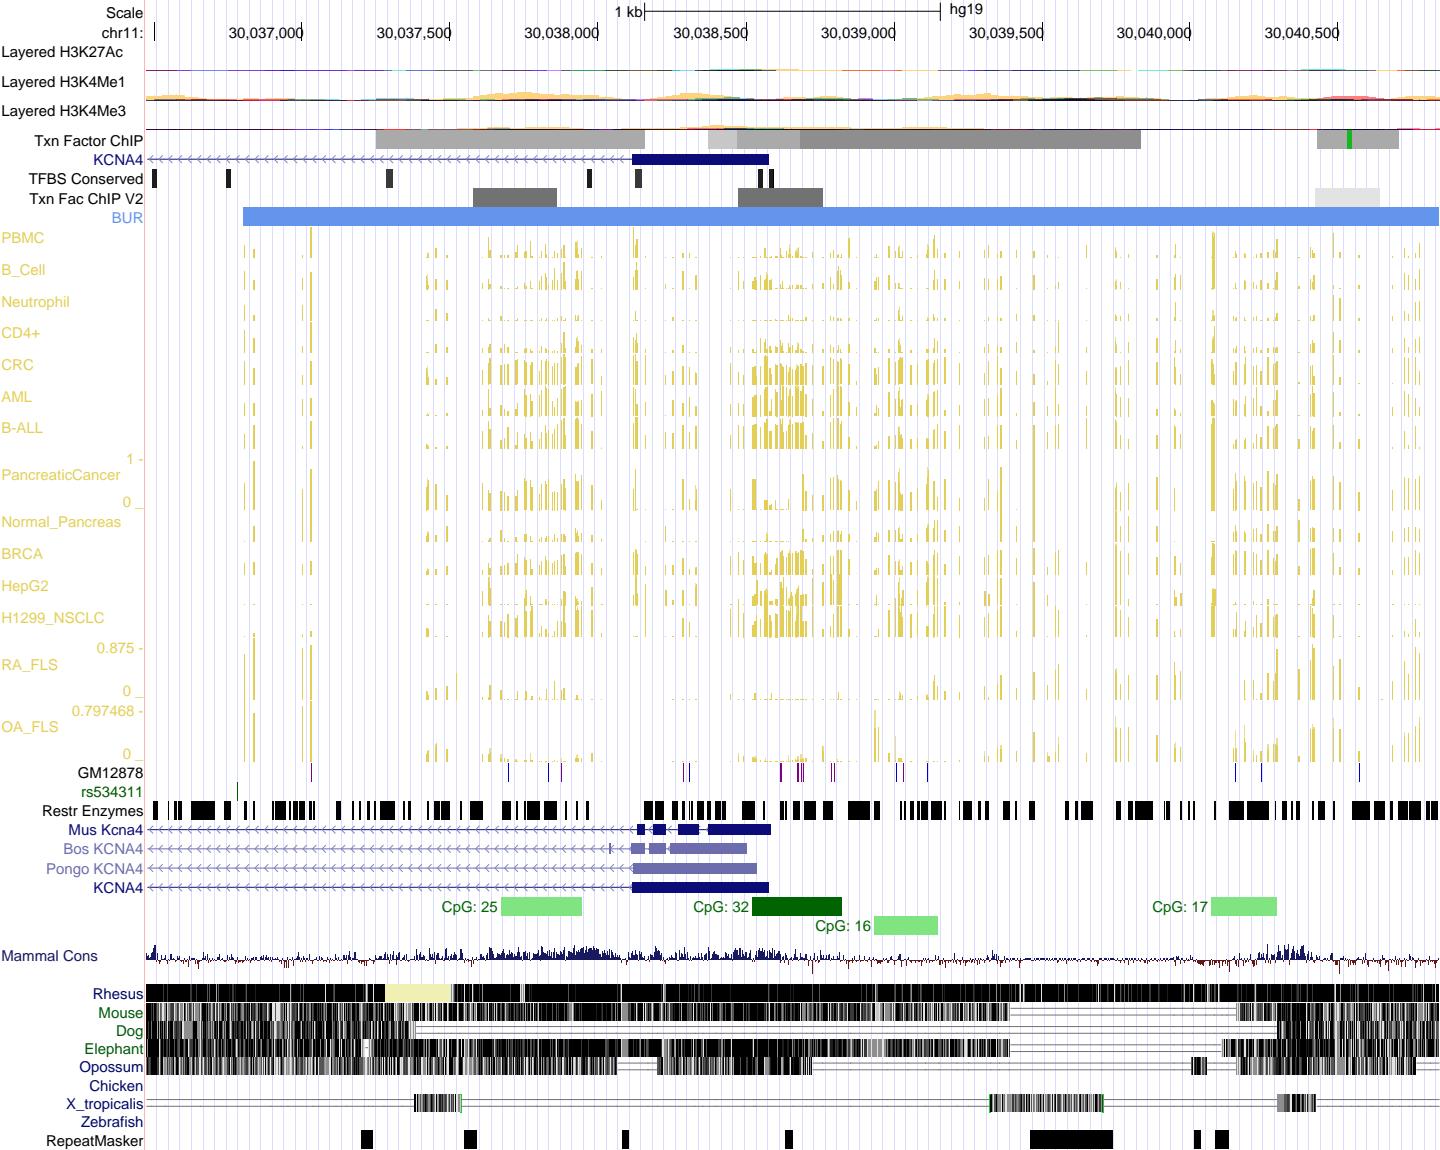 Scale 1 kb hg19
chr11: 30,037,000 30,037,500 30,038,000 30,038,500 30,039,000 30,039,500 30,040,000 30,040,500
Layered H3K27Ac
Layered H3K4Me1
Layered H3K4Me3
Txn Factor ChIP
KCNA4
TFBS Conserved
Txn Fac ChIP V2
BUR
PBMC
B_Cell
Neutrophil
CD4+
CRC
AML
B-ALL
1 -
PancreaticCancer
0 _
Normal_Pancreas
BRCA
HepG2
H1299_NSCLC
0.875 -
RA_FLS
0 _
0.797468 -
OA_FLS
0 _
GM12878
rs534311
Restr Enzymes
Mus Kcna4
Bos KCNA4
Pongo KCNA4
KCNA4
CpG: 25 CpG: 32 CpG: 17
CpG: 16
Mammal Cons
Rhesus
Mouse
Dog
Elephant
Opossum
Chicken
X_tropicalis
Zebrafish
RepeatMasker